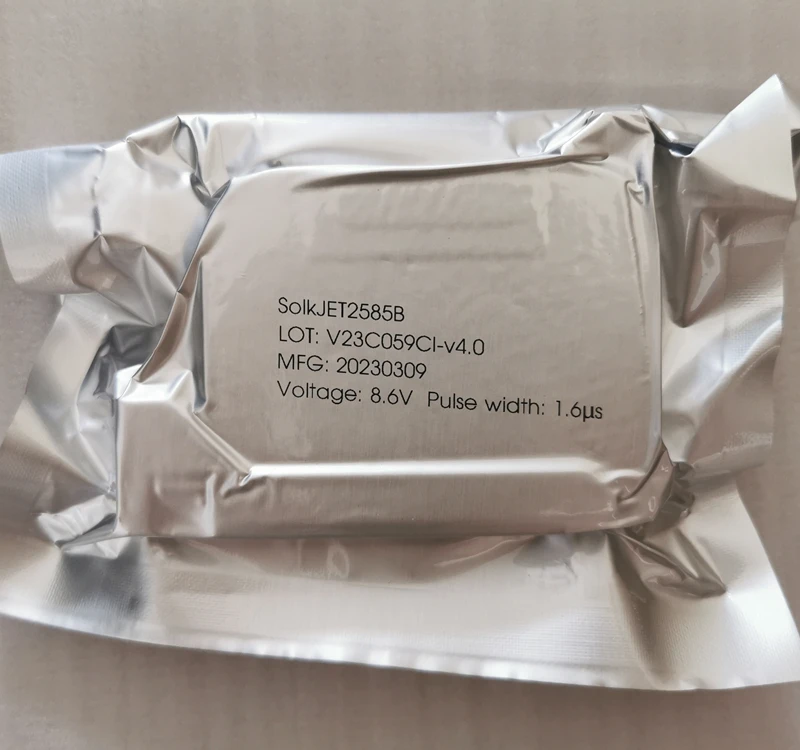 SolkJET2585B
LOT: V23C059CI-v4.0
MFG: 20230309
Voltage: 8.6V  Pulse width: 1.6μs